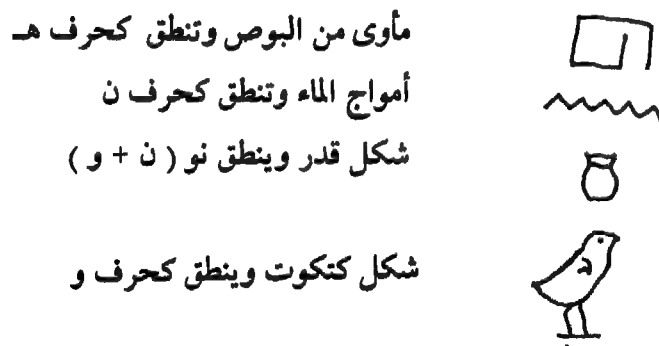 مأوى من البوص وتنطق كحرف هـ
أمواج الماء وتنطق كحرف ن
شكل قدر وينطق نو ( ن + و )
شكل كتكوت وينطق كحرف و